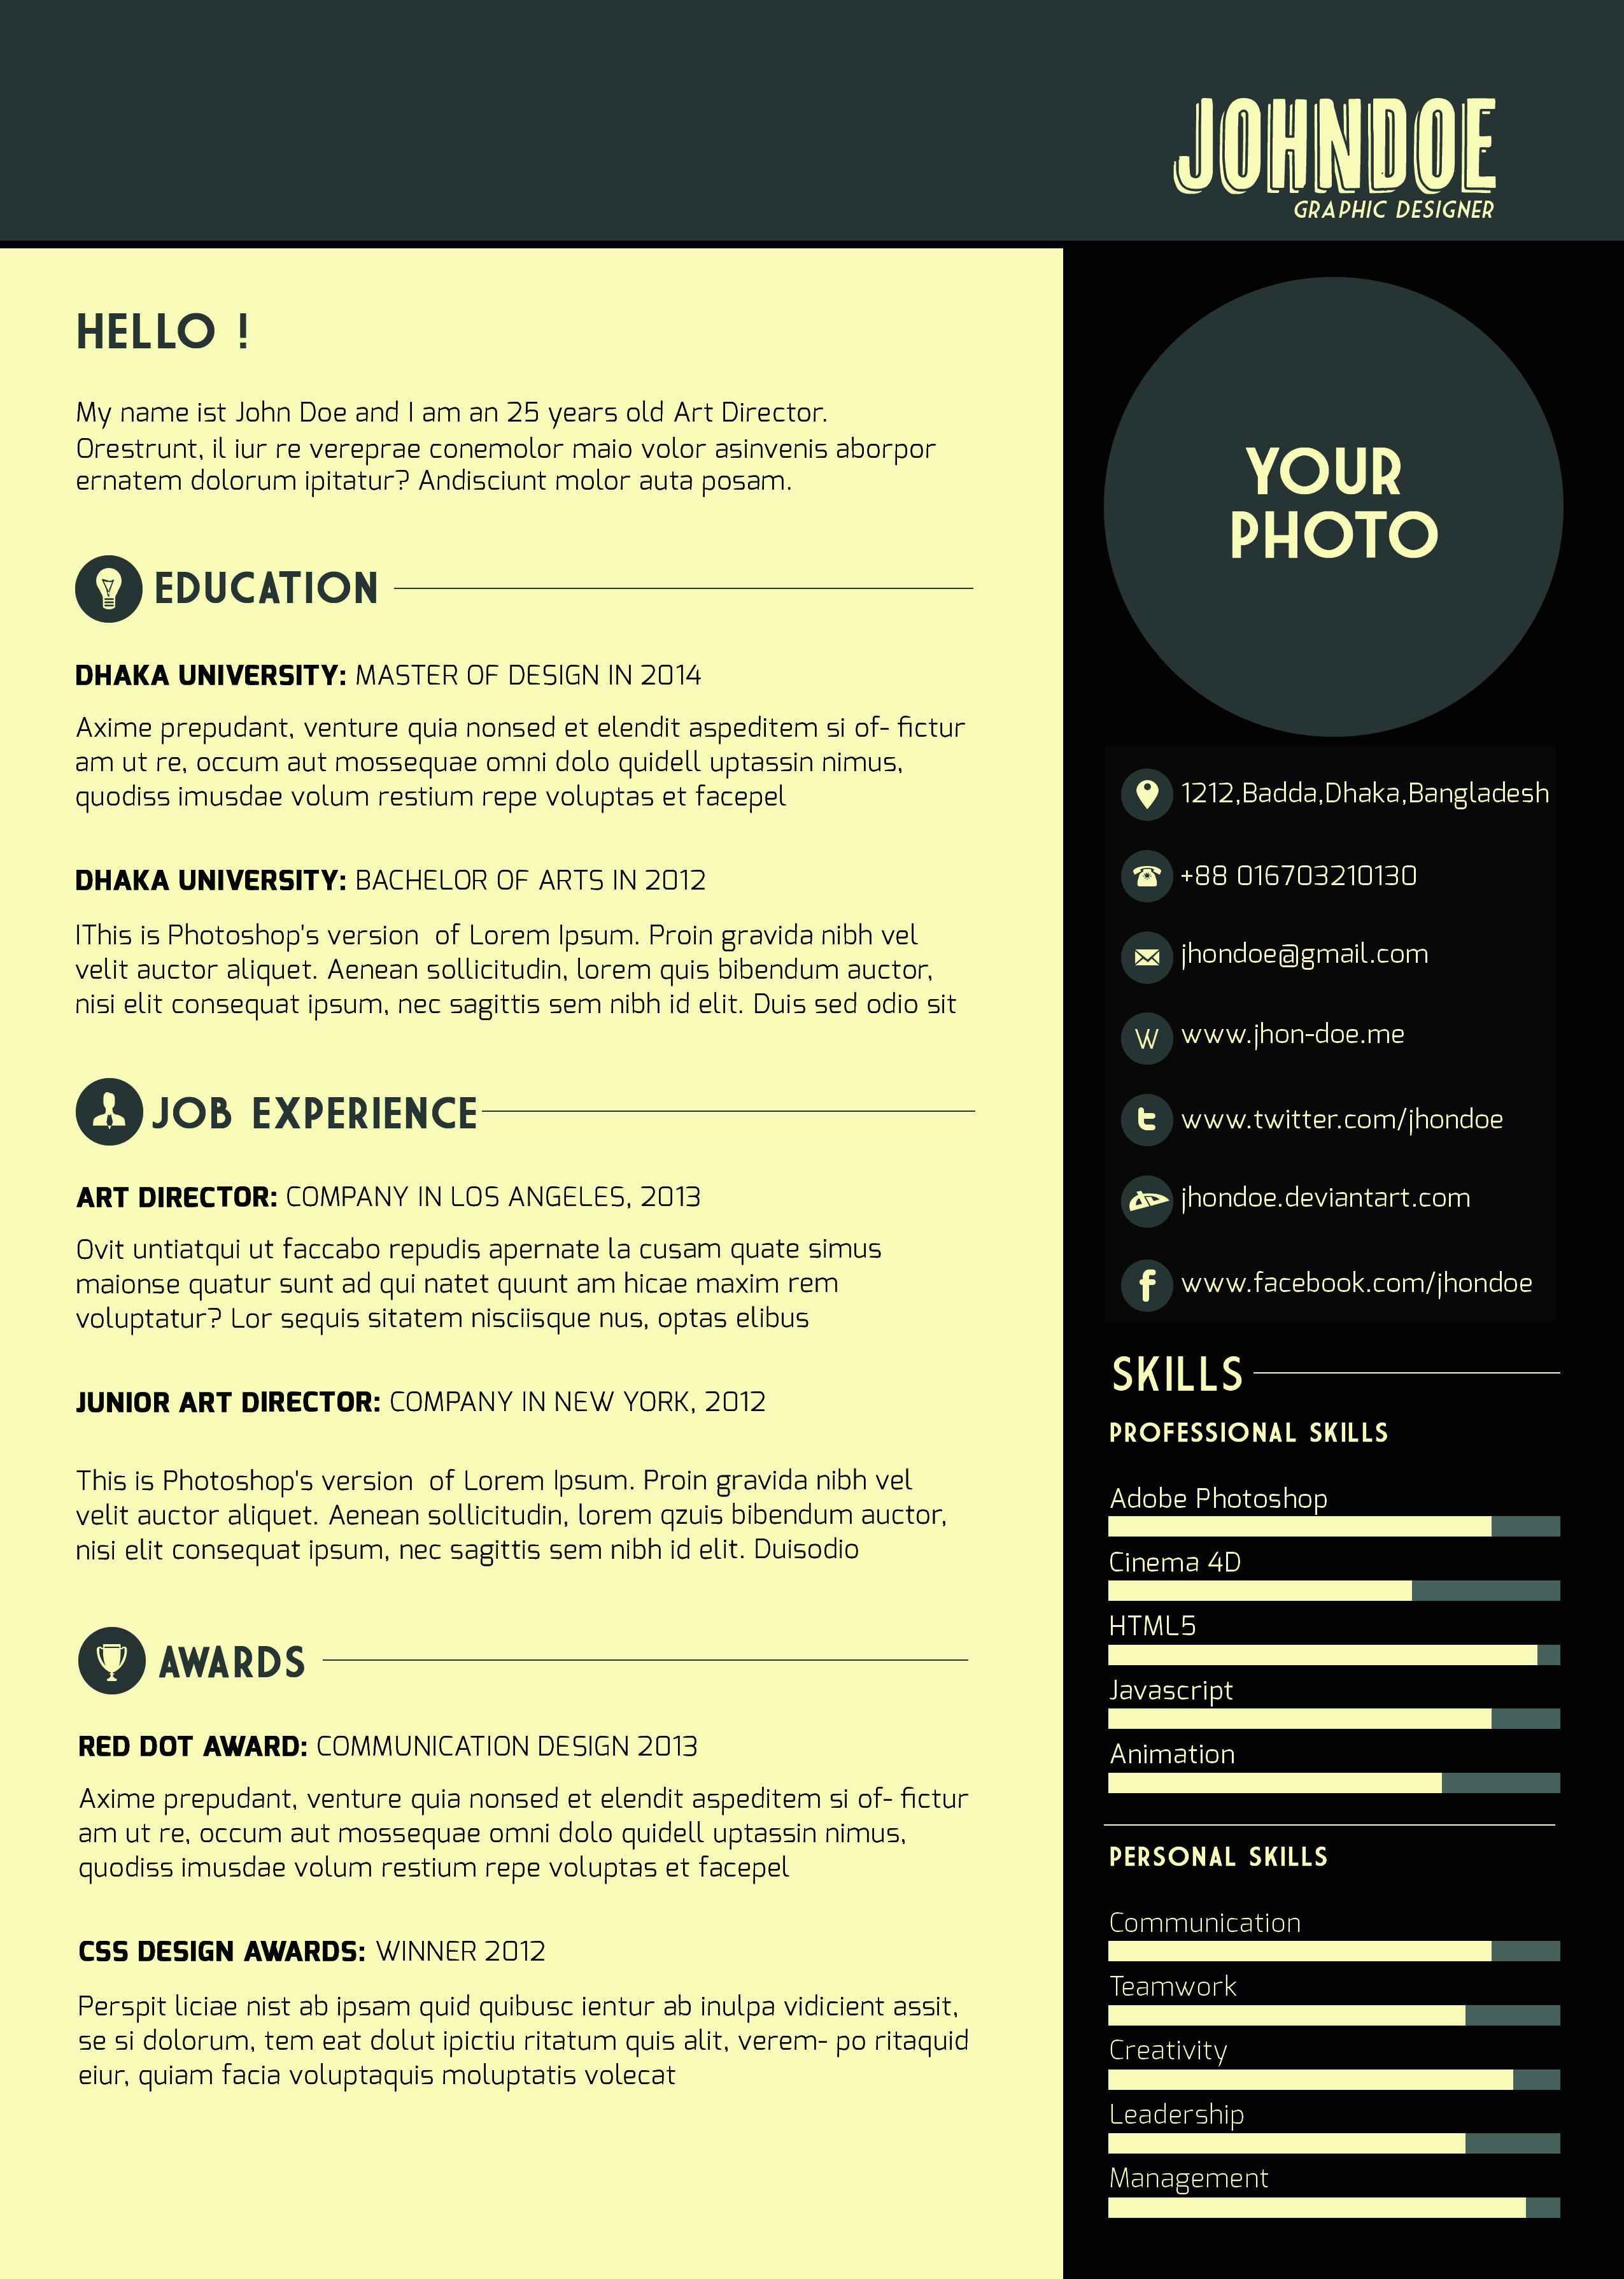 JOHNDOE
GRAPHIC DESIGNER
HELLO !
My name ist John Doe and I am an 25 years old Art Director.
Orestrunt, il iur re vereprae conemolor maio volor asinvenis aborpor
ernatem dolorum ipitatur? Andisciunt molor auta posam.
EDUCATION
DHAKA UNIVERSITY: MASTER OF DESIGN IN 2014
Axime prepudant, venture quia nonsed et elendit aspeditem si of- fictur
am ut re, occum aut mossequae omni dolo quidell uptassin nimus,
quodiss imusdae volum restium repe voluptas et facepel
DHAKA UNIVERSITY: BACHELOR OF ARTS IN 2012
IThis is Photoshop's version  of Lorem Ipsum. Proin gravida nibh vel
velit auctor aliquet. Aenean sollicitudin, lorem quis bibendum auctor,
nisi elit consequat ipsum, nec sagittis sem nibh id elit. Duis sed odio sit
JOB EXPERIENCE
ART DIRECTOR: COMPANY IN LOS ANGELES, 2013
Ovit untiatqui ut faccabo repudis apernate la cusam quate simus
maionse quatur sunt ad qui natet quunt am hicae maxim rem
voluptatur? Lor sequis sitatem nisciisque nus, optas elibus
JUNIOR ART DIRECTOR: COMPANY IN NEW YORK, 2012
This is Photoshop's version  of Lorem Ipsum. Proin gravida nibh vel
velit auctor aliquet. Aenean sollicitudin, lorem qzuis bibendum auctor,
nisi elit consequat ipsum, nec sagittis sem nibh id elit. Duisodio
AWARDS
RED DOT AWARD: COMMUNICATION DESIGN 2013
Axime prepudant, venture quia nonsed et elendit aspeditem si of- fictur
am ut re, occum aut mossequae omni dolo quidell uptassin nimus,
quodiss imusdae volum restium repe voluptas et facepel
CSS DESIGN AWARDS: WINNER 2012
Perspit liciae nist ab ipsam quid quibusc ientur ab inulpa vidicient assit,
se si dolorum, tem eat dolut ipictiu ritatum quis alit, verem- po ritaquid
eiur, quiam facia voluptaquis moluptatis volecat
YOUR
PHOTO
1212,Badda,Dhaka,Bangladesh
+88 016703210130
jhondoe@gmail.com
W www.jhon-doe.me
www.twitter.com/jhondoe
jhondoe.deviantart.com
www.facebook.com/jhondoe
SKILLS
PROFESSIONAL SKILLS
Adobe Photoshop
Cinema 4D
HTML5
Javascript
Animation
PERSONAL SKILLS
Communication
Teamwork
Creativity
Leadership
Management